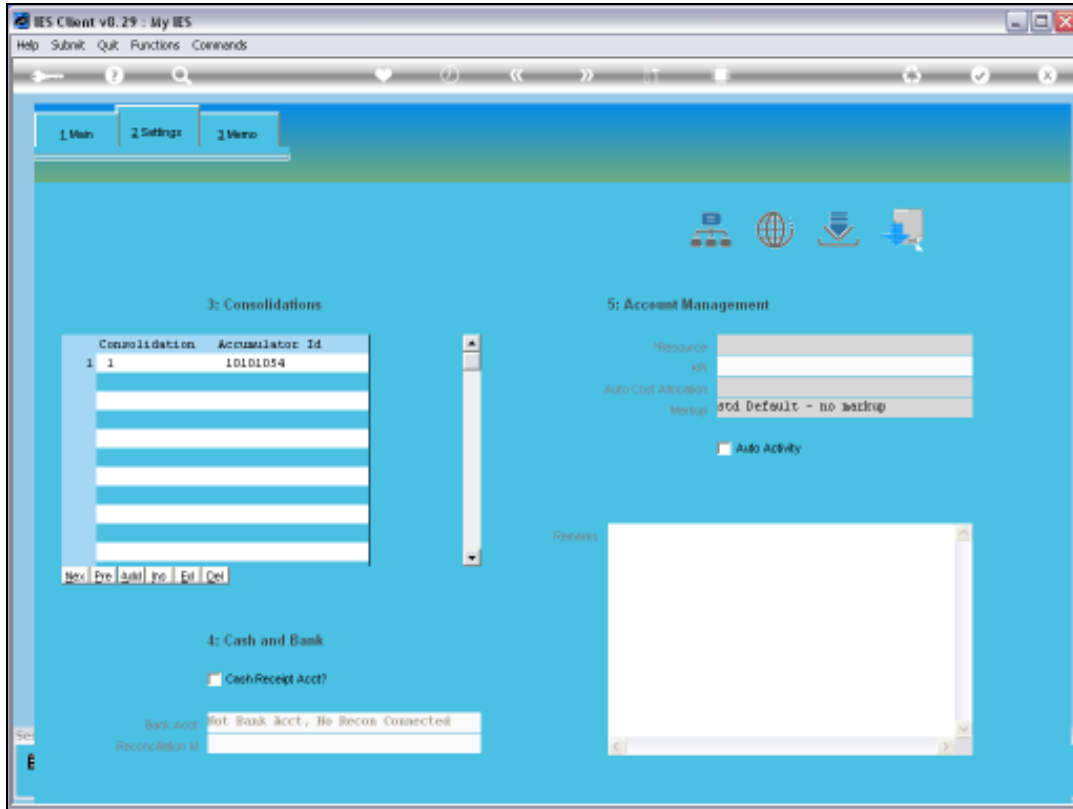 IES Client v8.29 : My IES
Help Submit Quit Functions Commands
1 Main 2 Settings 3 Memo
3: Consolidations
5: Account Management
Consolidation Accumulator Id
1 1 10101054
*Resource
KPI
Auto Cost Allocation
Markup std Default - no markup
Auto Activity
Remarks
Nex Pre Add Ins Ed Del
4: Cash and Bank
Cash Receipt Acct?
Bank Acct Not Bank Acct, No Recon Connected
Reconciliation Id